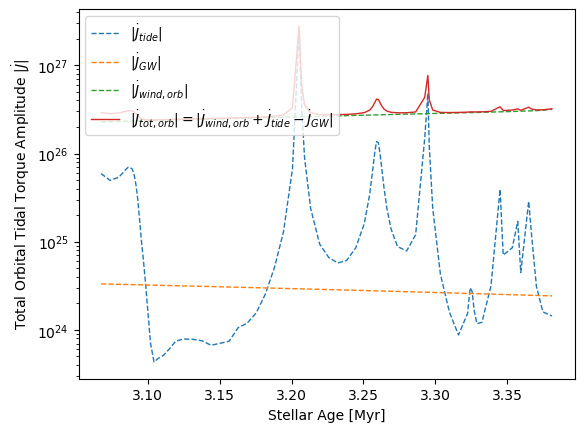 |J̇_tide|
|J̇_GW|
|J̇_wind,orb|
|J̇_tot,orb| = |J̇_wind,orb + J̇_tide − J̇_GW|
Total Orbital Tidal Torque Amplitude |J̇|
10^27
10^26
10^25
10^24
3.10 3.15 3.20 3.25 3.30 3.35
Stellar Age [Myr]